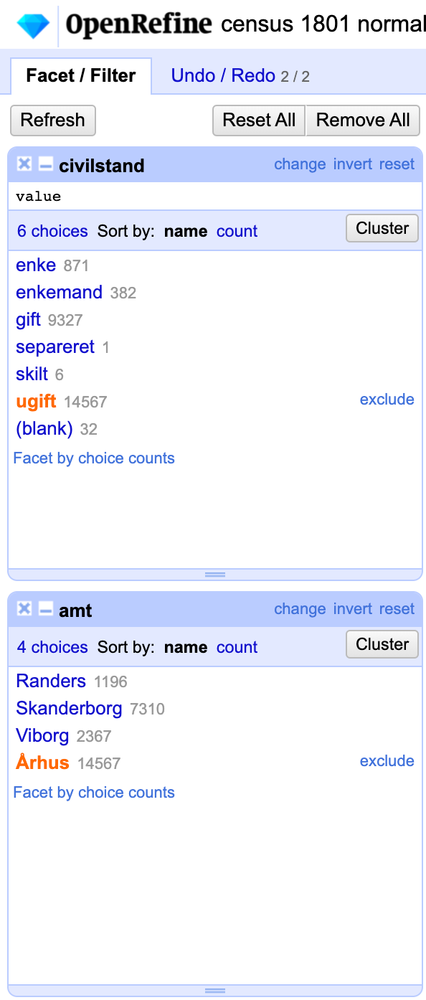 OpenRefine census 1801 normal
Facet / Filter Undo / Redo 2 / 2
Refresh Reset All Remove All
civilstand change invert reset
value
6 choices Sort by: name count Cluster
enke 871
enkemand 382
gift 9327
separeret 1
skilt 6
ugift 14567 exclude
(blank) 32
Facet by choice counts
amt change invert reset
4 choices Sort by: name count Cluster
Randers 1196
Skanderborg 7310
Viborg 2367
Århus 14567 exclude
Facet by choice counts